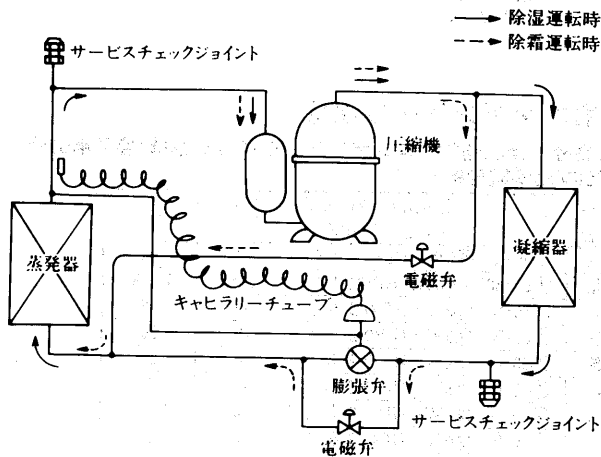 除湿運転時
除霜運転時
サービスチェックジョイント
圧縮機
蒸発器
凝縮器
電磁弁
キャピラリーチューブ
膨張弁
サービスチェックジョイント
電磁弁